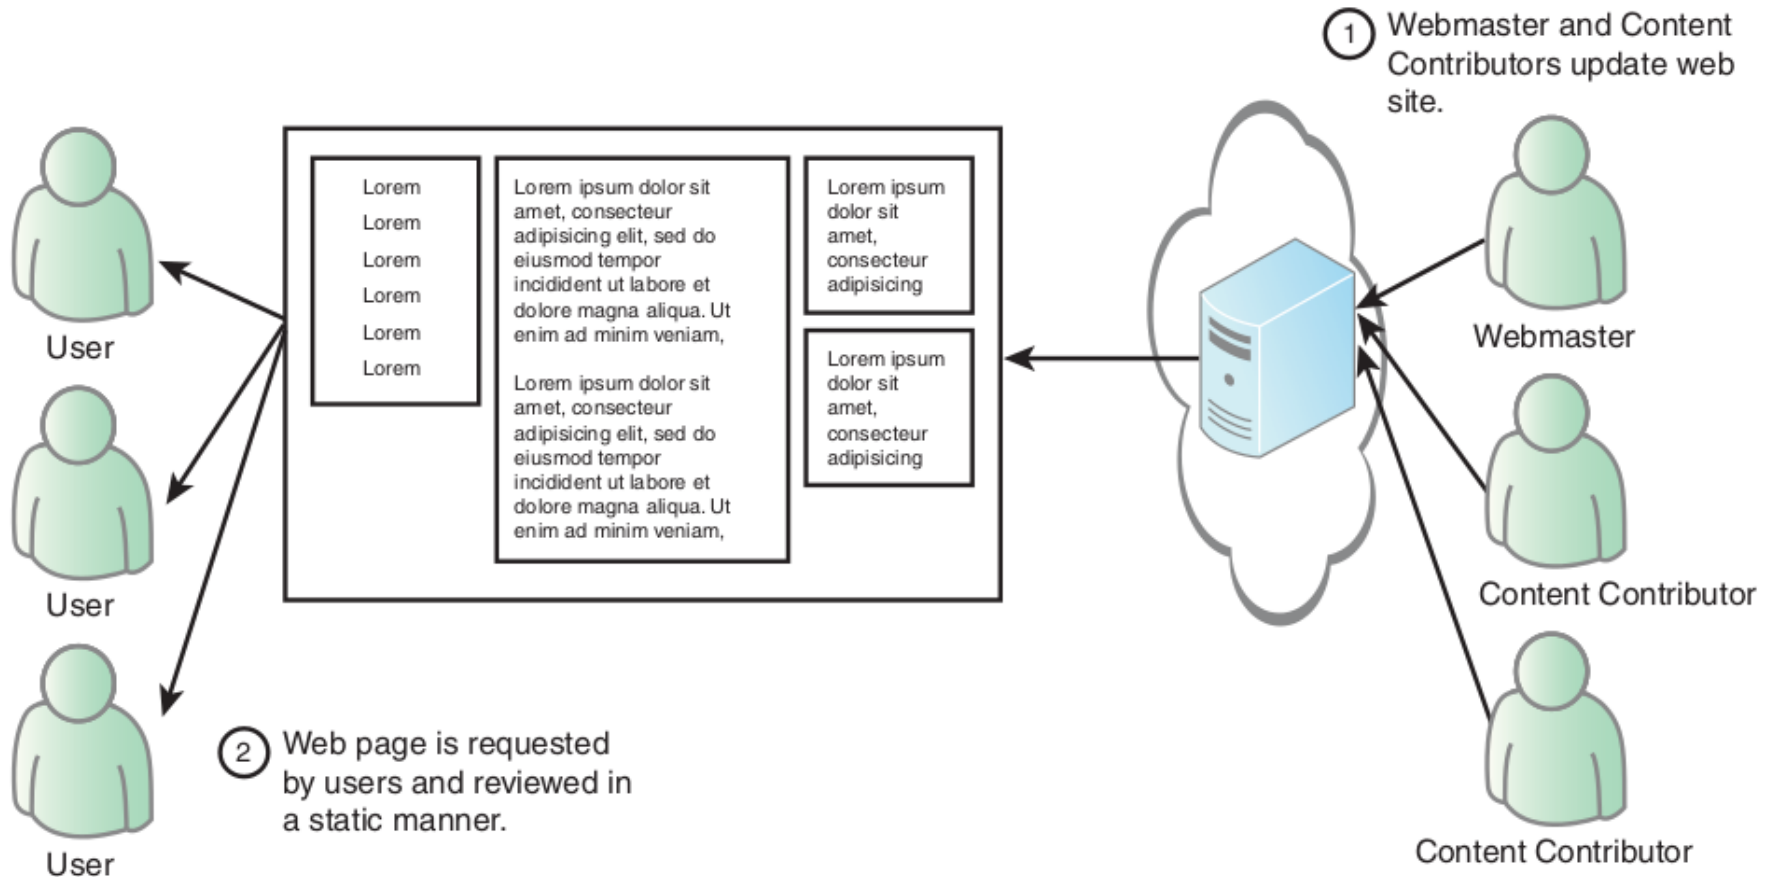 1
Webmaster and Content
Contributors update web
site.
User
User
User
Lorem
Lorem
Lorem
Lorem
Lorem
Lorem
Lorem ipsum dolor sit
amet, consecteur
adipisicing elit, sed do
eiusmod tempor
incidident ut labore et
dolore magna aliqua. Ut
enim ad minim veniam,
Lorem ipsum dolor sit
amet, consecteur
adipisicing elit, sed do
eiusmod tempor
incidident ut labore et
dolore magna aliqua. Ut
enim ad minim veniam,
Lorem ipsum
dolor sit
amet,
consecteur
adipisicing
Lorem ipsum
dolor sit
amet,
consecteur
adipisicing
Webmaster
Content Contributor
Content Contributor
2
Web page is requested
by users and reviewed in
a static manner.